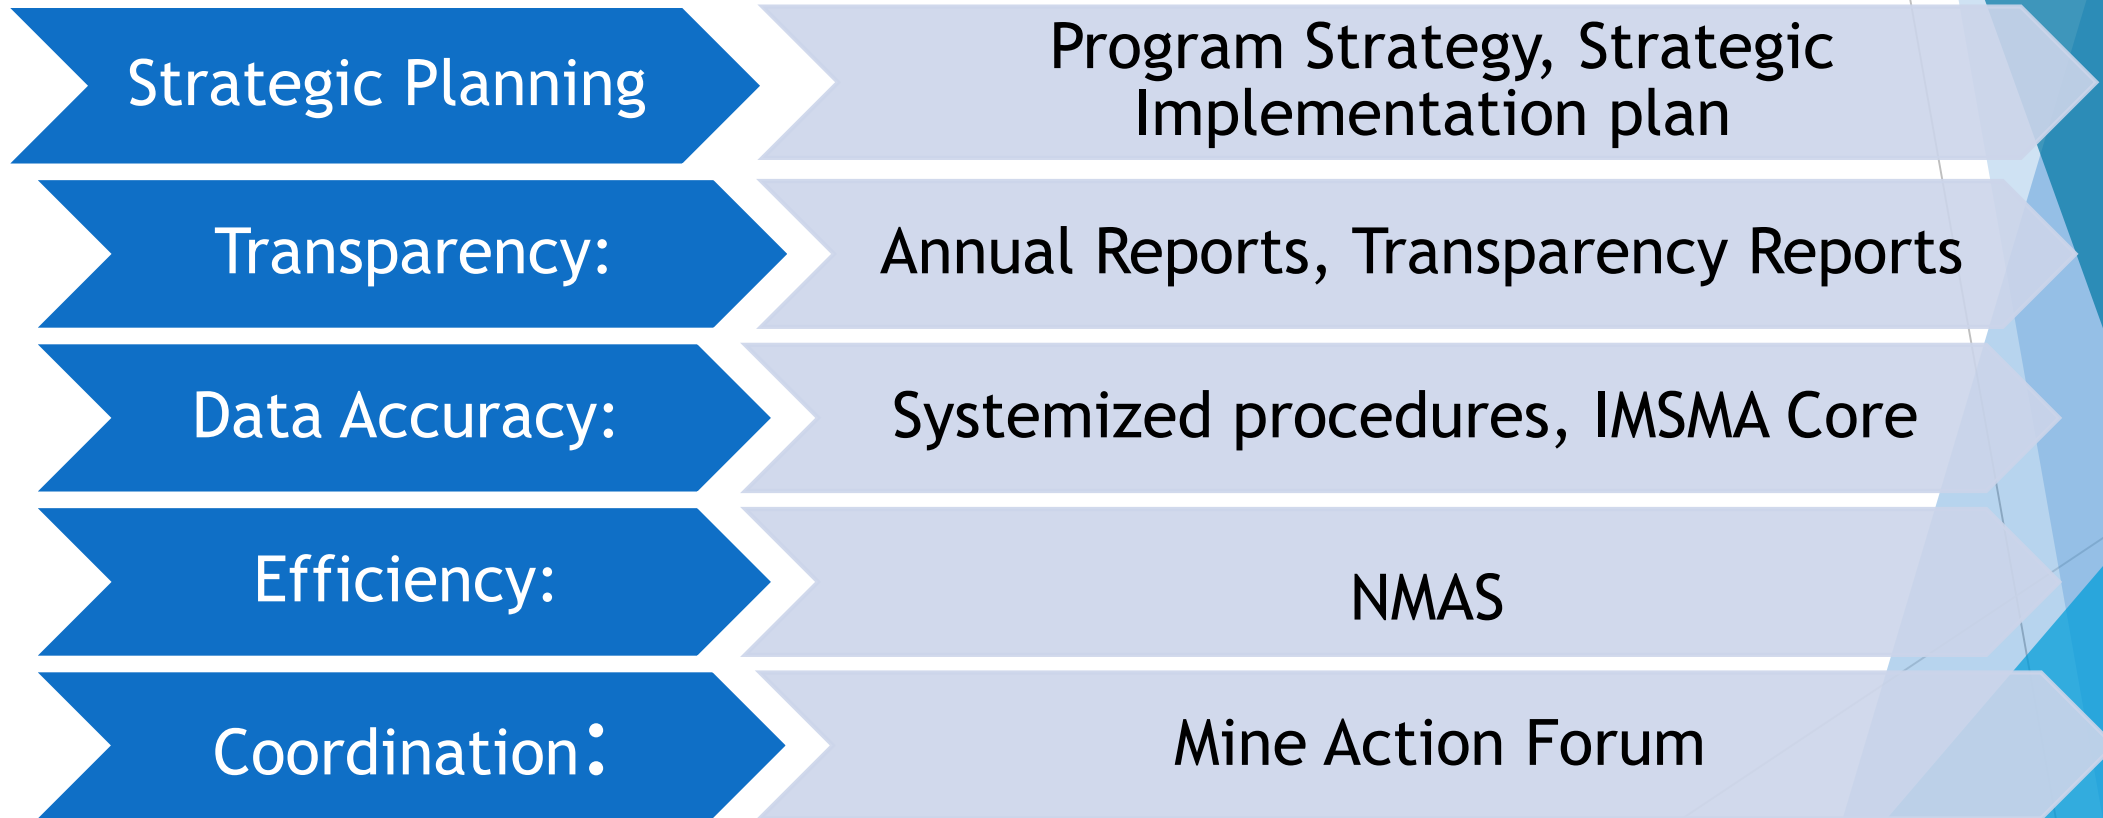 Strategic Planning
Program Strategy, Strategic
Implementation plan
Transparency:
Annual Reports, Transparency Reports
Data Accuracy:
Systemized procedures, IMSMA Core
Efficiency:
NMAS
Coordination:
Mine Action Forum